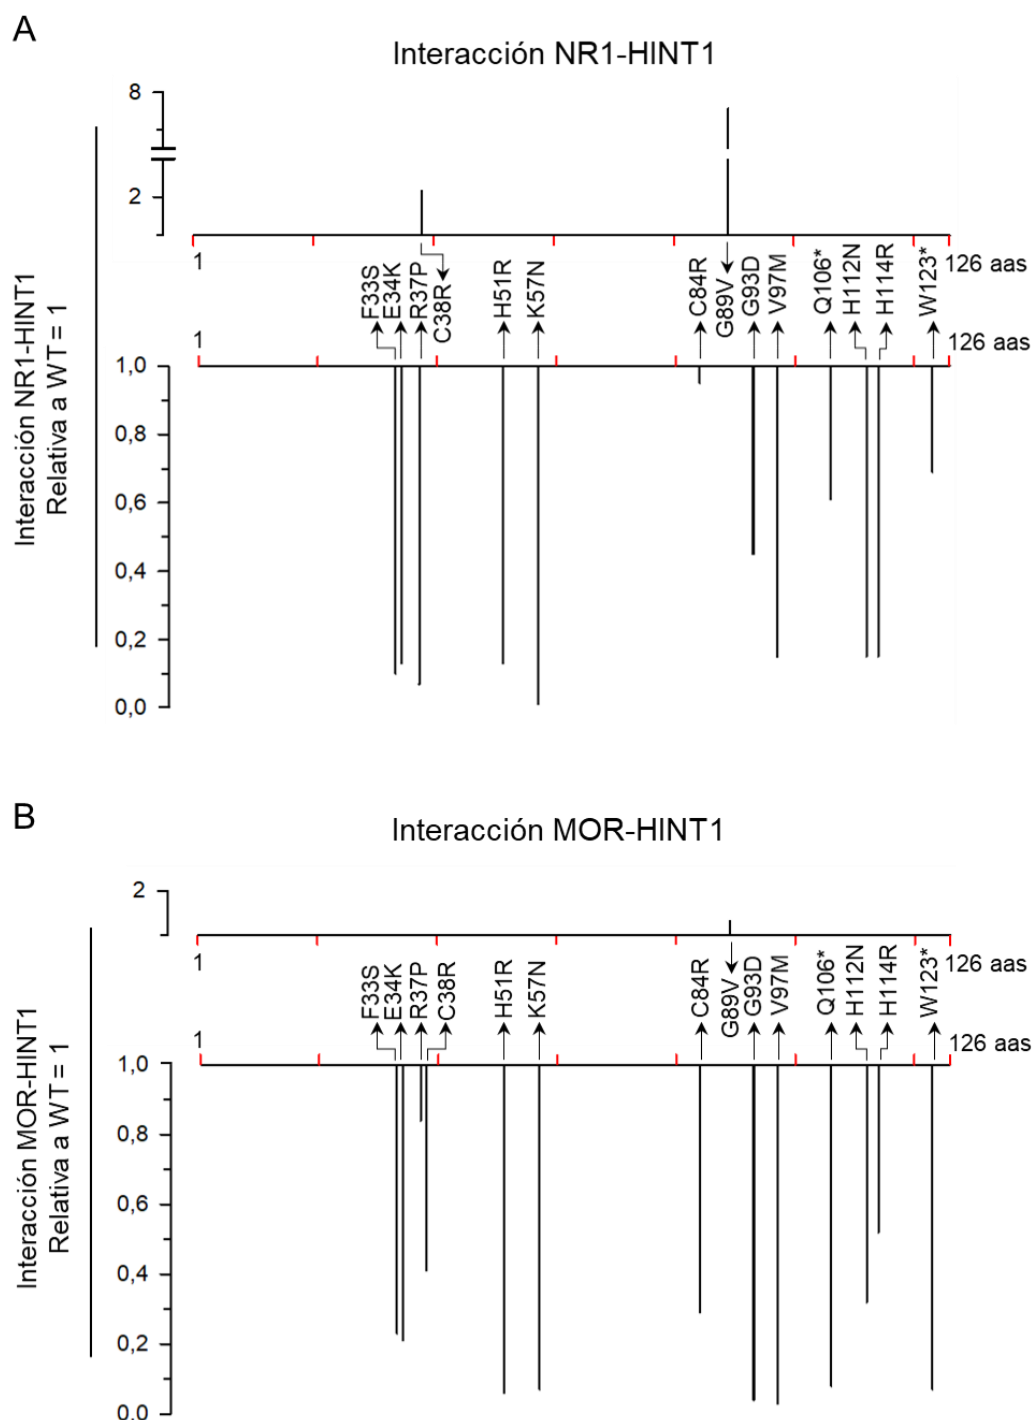 A
Interacción NR1-HINT1
8
2
1
126 aas
F33S
E34K
R37P
C38R
H51R
K57N
C84R
G89V
G93D
V97M
Q106*
H112N
H114R
W123*
1
126 aas
Interacción NR1-HINT1
Relativa a WT = 1
1,0
0,8
0,6
0,4
0,2
0,0
B
Interacción MOR-HINT1
2
1
126 aas
F33S
E34K
R37P
C38R
H51R
K57N
C84R
G89V
G93D
V97M
Q106*
H112N
H114R
W123*
1
126 aas
Interacción MOR-HINT1
Relativa a WT = 1
1,0
0,8
0,6
0,4
0,2
0,0